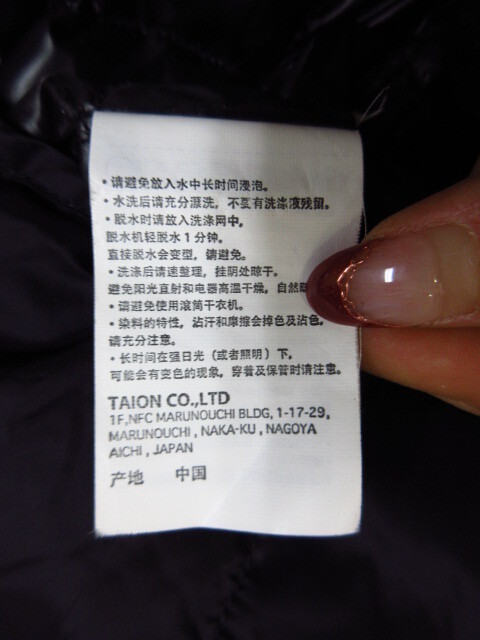 ·请避免放入水中长时间浸泡。
·水洗后请充分漂洗，不要有洗涤液残留。
·脱水时请放入洗涤网中。
脱水机轻脱水1分钟。
直接脱水会变型，请避免。
·洗涤后请速整理，挂阴处晾干。
避免阳光直射和电器高温干燥，自然
·请避免使用滚筒干衣机。
·染料的特性，沾汗和摩擦会掉色及沾色，
请充分注意。
·长时间在强日光（或者照明）下，
可能会有变色的现象，穿着及保管时请注意。
TAION CO.,LTD
1F,NFC MARUNOUCHI BLDG, 1-17-29,
MARUNOUCHI , NAKA-KU , NAGOYA
AICHI , JAPAN
产地 中国